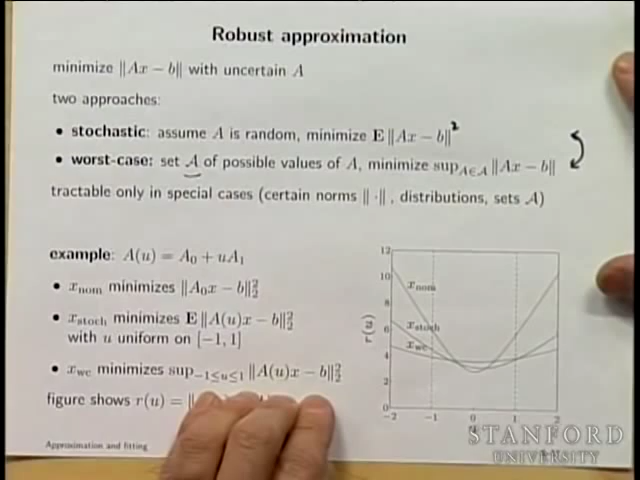 Robust approximation
minimize ‖Ax − b‖ with uncertain A
two approaches:
• stochastic: assume A is random, minimize E ‖Ax − b‖²
• worst-case: set 𝒜 of possible values of A, minimize sup_{A∈𝒜} ‖Ax − b‖
tractable only in special cases (certain norms ‖ · ‖, distributions, sets 𝒜)
example: A(u) = A₀ + uA₁
• x_nom minimizes ‖A₀x − b‖₂²
• x_stoch minimizes E ‖A(u)x − b‖₂²
with u uniform on [−1, 1]
• x_wc minimizes sup_{−1≤u≤1} ‖A(u)x − b‖₂²
figure shows r(u) = ‖
Approximation and fitting
12
10
8
6
4
2
0
r(u)
x_nom
x_stoch
x_wc
−2 −1 0 1 2
STANFORD
UNIVERSITY